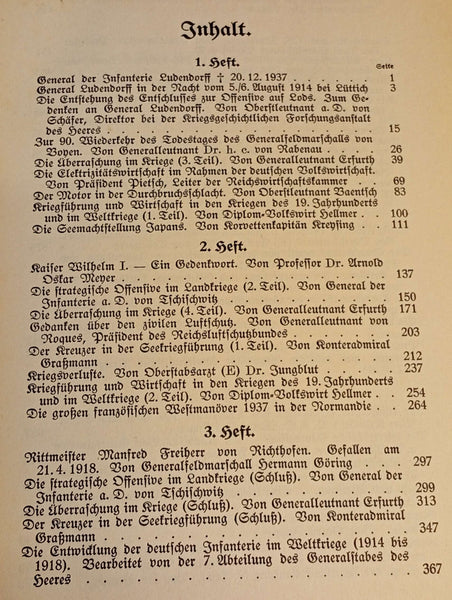 Inhalt.
1. Heft.
Seite
General der Infanterie Ludendorff † 20. 12. 1937 . . . . . . . 1
General Ludendorff in der Nacht vom 5./6. August 1914 bei Lüttich 3
Die Entstehung des Entschlusses zur Offensive auf Lods. Zum Ge-
denken an General Ludendorff. Von Oberstleutnant a. D. von
Schäfer, Direktor bei der Kriegsgeschichtlichen Forschungsanstalt
des Heeres . . . . . . . . . . 15
Zur 90. Wiederkehr des Todestages des Generalfeldmarschalls von
Boyen. Von Generalleutnant Dr. h. c. von Rabenau . . . . 26
Die Überraschung im Kriege (3. Teil). Von Generalleutnant Erfurth 39
Die Elektrizitätswirtschaft im Rahmen der deutschen Volkswirtschaft.
Von Präsident Pietsch, Leiter der Reichswirtschaftskammer . . 69
Der Motor in der Durchbruchschlacht. Von Oberstleutnant Baentsch 83
Kriegführung und Wirtschaft in den Kriegen des 19. Jahrhunderts
und im Weltkriege (1. Teil). Von Diplom-Volkswirt Hellmer . . 100
Die Seemachtstellung Japans. Von Korvettenkapitän Kreysing . . 111
2. Heft.
Kaiser Wilhelm I. — Ein Gedenkwort. Von Professor Dr. Arnold
Oskar Meyer . . . . . . . . . . 137
Die strategische Offensive im Landkriege (2. Teil). Von General der
Infanterie a. D. von Tschischwitz . . . . . . . 150
Die Überraschung im Kriege (4. Teil). Von Generalleutnant Erfurth 171
Gedanken über den zivilen Luftschutz. Von Generalleutnant von
Roques, Präsident des Reichsluftschutzbundes . . . . . 203
Der Kreuzer in der Seekriegführung (1. Teil). Von Konteradmiral
Graßmann . . . . . . . . . . 212
Kriegsverluste. Von Oberstabsarzt (E) Dr. Jungblut . . . . 237
Kriegführung und Wirtschaft in den Kriegen des 19. Jahrhunderts
und im Weltkriege (2. Teil). Von Diplom-Volkswirt Hellmer . . 254
Die großen französischen Westmanöver 1937 in der Normandie . . 264
3. Heft.
Rittmeister Manfred Freiherr von Richthofen. Gefallen am
21. 4. 1918. Von Generalfeldmarschall Hermann Göring . . . 297
Die strategische Offensive im Landkriege (Schluß). Von General der
Infanterie a. D. von Tschischwitz . . . . . . . 299
Die Überraschung im Kriege (Schluß). Von Generalleutnant Erfurth 313
Der Kreuzer in der Seekriegführung (Schluß). Von Konteradmiral
Graßmann . . . . . . . . . . 347
Die Entwicklung der deutschen Infanterie im Weltkriege (1914 bis
1918). Bearbeitet von der 7. Abteilung des Generalstabes des
Heeres . . . . . . . . . . 367